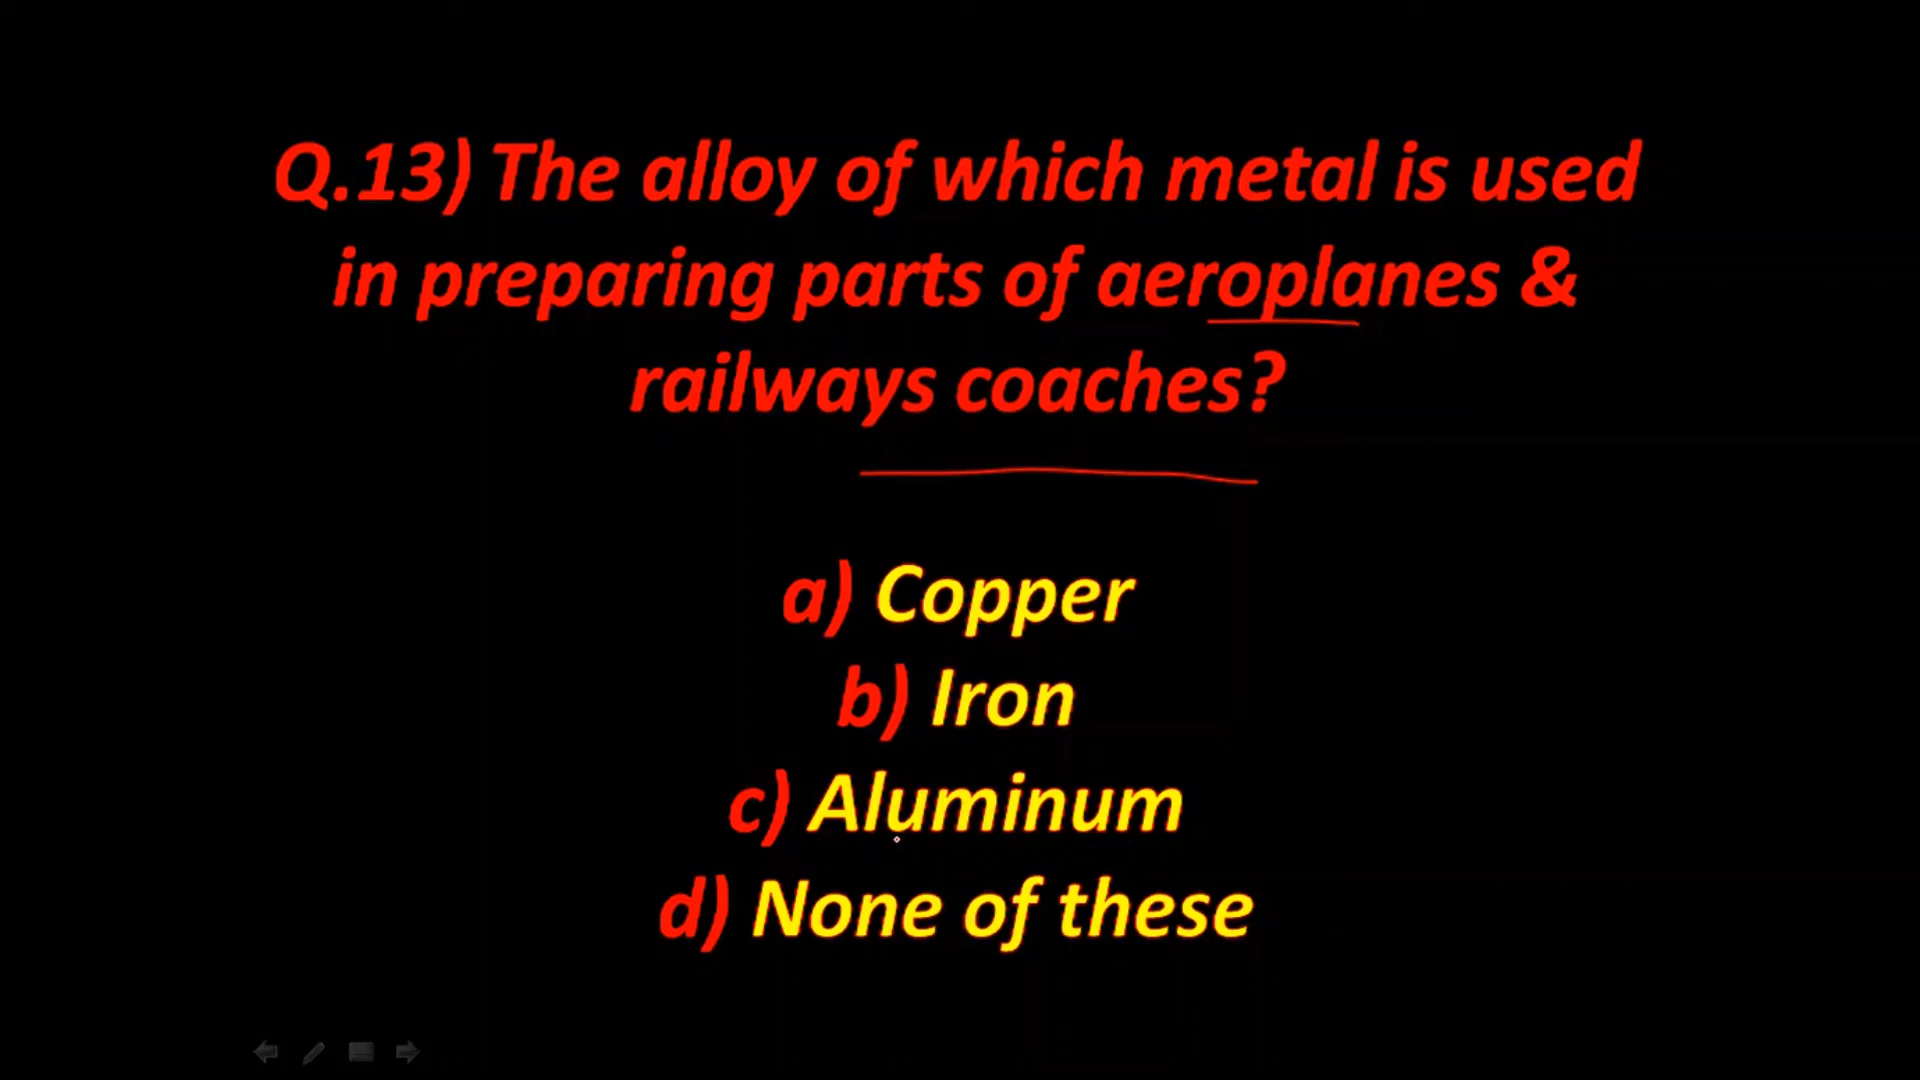 Q.13) The alloy of which metal is used
in preparing parts of aeroplanes &
railways coaches?
a) Copper
b) Iron
c) Aluminum
d) None of these